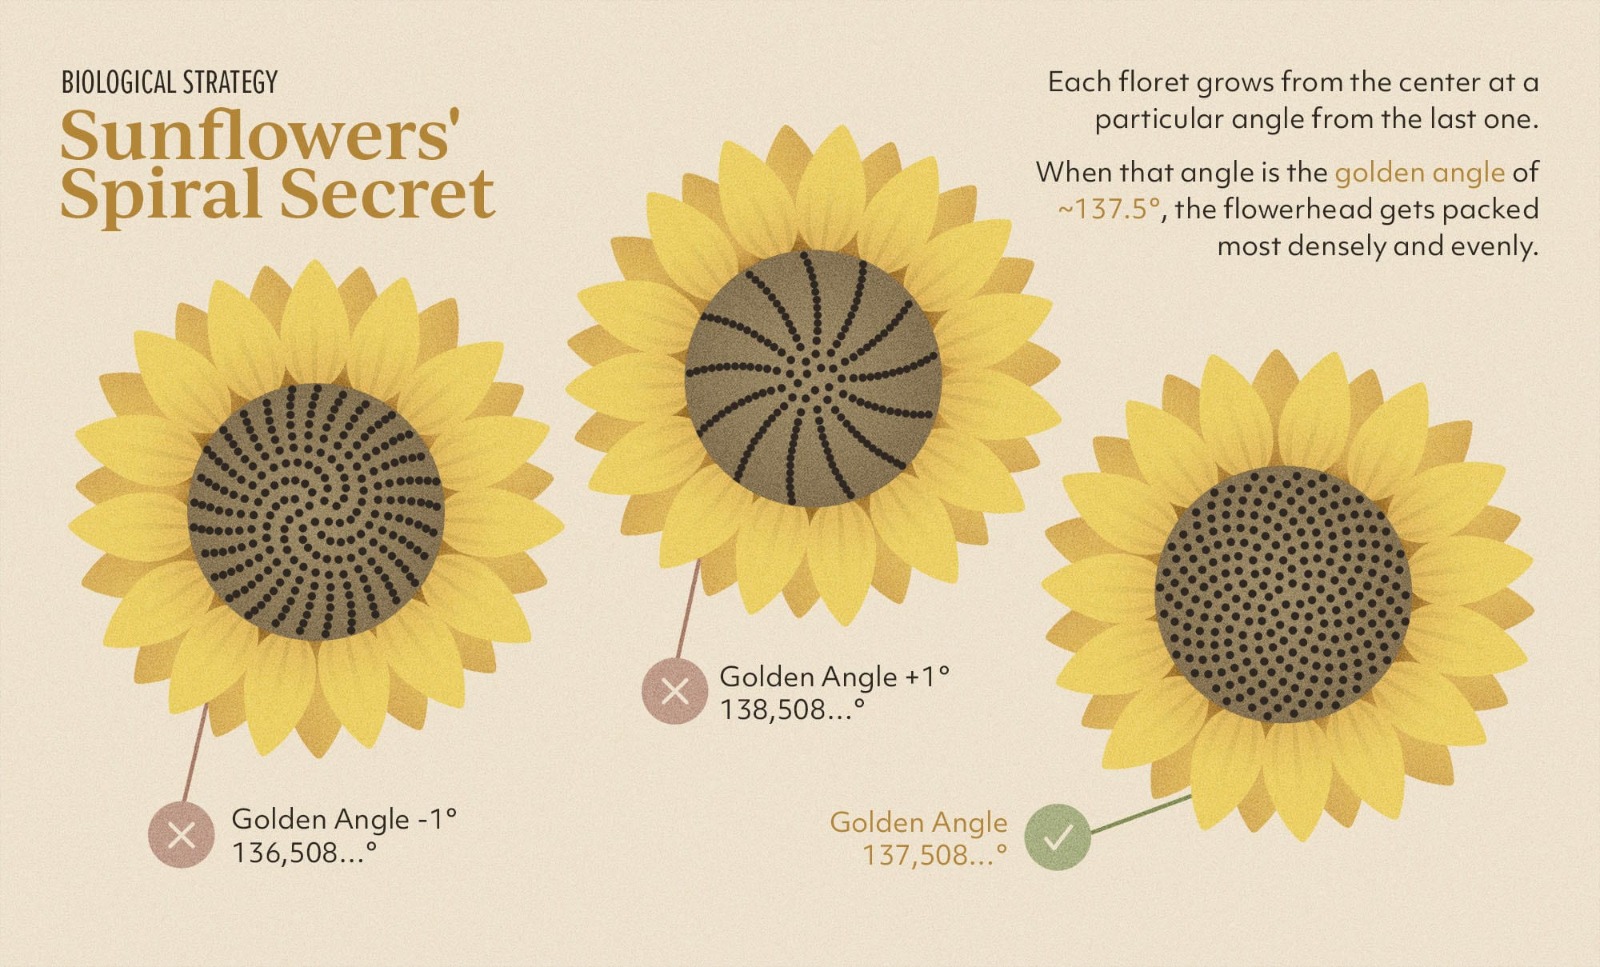 BIOLOGICAL STRATEGY
Sunflowers'
Spiral Secret
Each floret grows from the center at a
particular angle from the last one.
When that angle is the golden angle of
~137.5°, the flowerhead gets packed
most densely and evenly.
Golden Angle +1°
138,508...°
Golden Angle -1°
136,508...°
Golden Angle
137,508...°